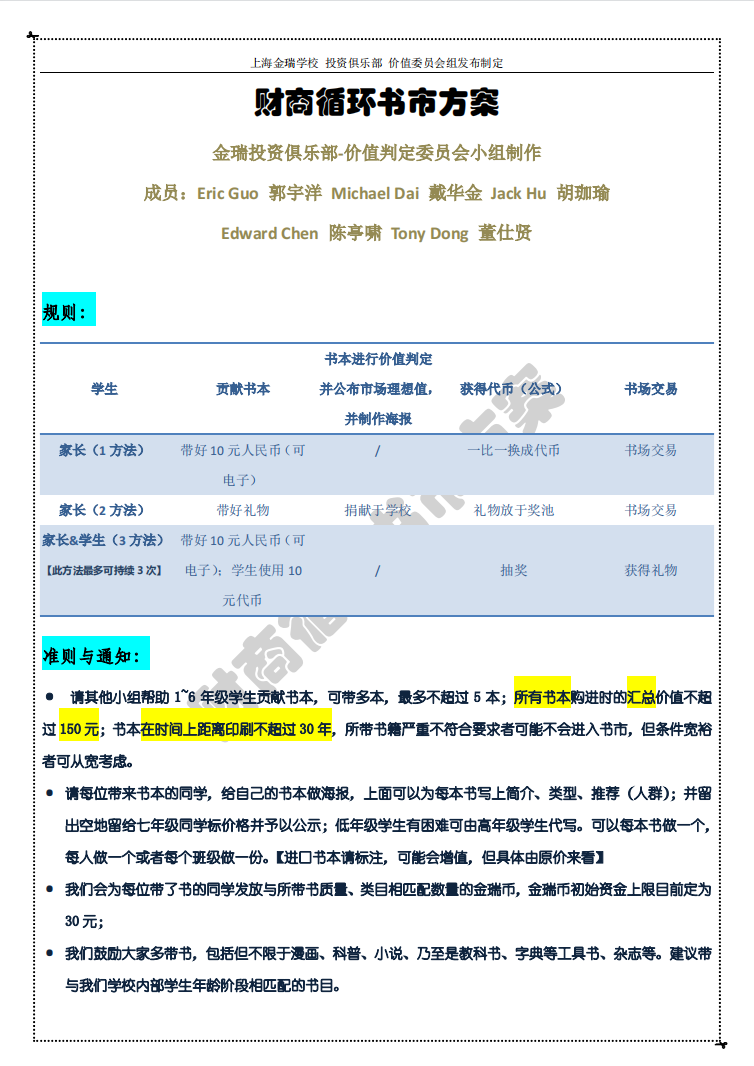 上海金瑞学校 投资俱乐部 价值委员会组发布制定
财商循环书市方案
金瑞投资俱乐部-价值判定委员会小组制作
成员：Eric Guo 郭宇洋 Michael Dai 戴华金 Jack Hu 胡珈瑜
Edward Chen 陈亭啸 Tony Dong 董仕贤
规则：
学生 贡献书本 书本进行价值判定
并公布市场理想值，
并制作海报 获得代币（公式） 书场交易
家长（1 方法） 带好 10 元人民币（可
电子） / 一比一换成代币 书场交易
家长（2 方法） 带好礼物 捐献于学校 礼物放于奖池 书场交易
家长&学生（3 方法）
【此方法最多可持续 3 次】 带好 10 元人民币（可
电子）；学生使用 10
元代币 / 抽奖 获得礼物
准则与通知：
● 请其他小组帮助 1~6 年级学生贡献书本，可带多本，最多不超过 5 本；所有书本购进时的汇总价值不超
过 150 元；书本在时间上距离印刷不超过 30 年，所带书籍严重不符合要求者可能不会进入书市，但条件宽裕
者可从宽考虑。
● 请每位带来书本的同学，给自己的书本做海报，上面可以为每本书写上简介、类型、推荐（人群）；并留
出空地留给七年级同学标价格并予以公示；低年级学生有困难可由高年级学生代写。可以每本书做一个，
每人做一个或者每个班级做一份。【进口书本请标注，可能会增值，但具体由原价来看】
● 我们会为每位带了书的同学发放与所带书质量、类目相匹配数量的金瑞币，金瑞币初始资金上限目前定为
30 元；
● 我们鼓励大家多带书，包括但不限于漫画、科普、小说、乃至是教科书、字典等工具书、杂志等。建议带
与我们学校内部学生年龄阶段相匹配的书目。